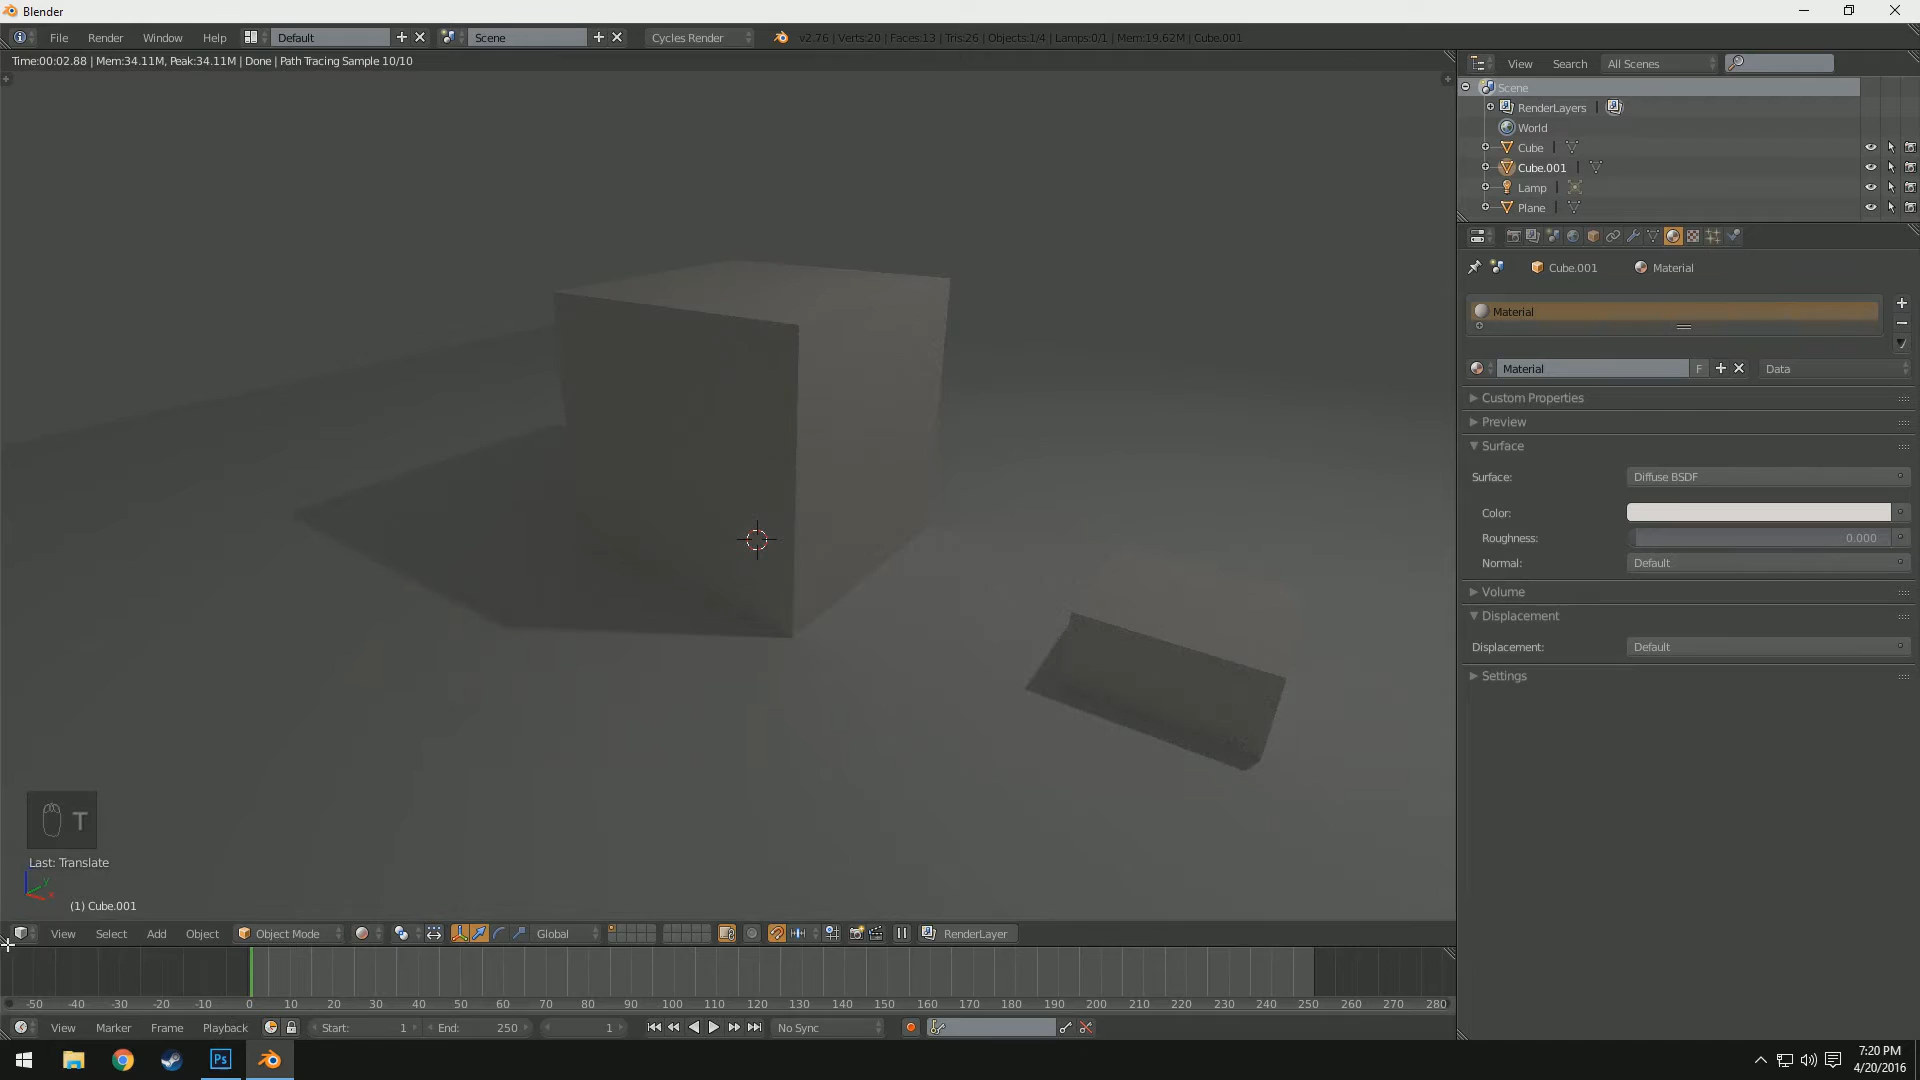 Blender
File Render Window Help Default Scene Cycles Render v2.76 | Verts:20 | Faces:13 | Tris:26 | Objects:1/4 | Lamps:0/1 | Mem:19.62M | Cube.001
Time:00:02.88 | Mem:34.11M, Peak:34.11M | Done | Path Tracing Sample 10/10
View Search All Scenes
Scene
RenderLayers |
World
Cube |
Cube.001 |
Lamp |
Plane |
Cube.001 Material
Material
Material F Data
Custom Properties
Preview
Surface
Surface: Diffuse BSDF
Color:
Roughness: 0.000
Normal: Default
Volume
Displacement
Displacement: Default
Settings
T
Last: Translate
z y x
(1) Cube.001
View Select Add Object Object Mode Global RenderLayer
-50 -40 -30 -20 -10 0 10 20 30 40 50 60 70 80 90 100 110 120 130 140 150 160 170 180 190 200 210 220 230 240 250 260 270 280
View Marker Frame Playback Start: 1 End: 250 1 No Sync
Ps
7:20 PM
4/20/2016